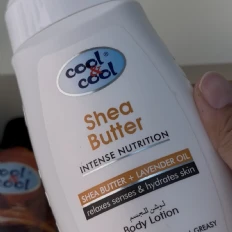 cool & cool
Shea
Butter
INTENSE NUTRITION
SHEA BUTTER + LAVENDER OIL
relaxes senses & hydrates skin
لوشن للجسم
Body Lotion
GREASY
cool & cool